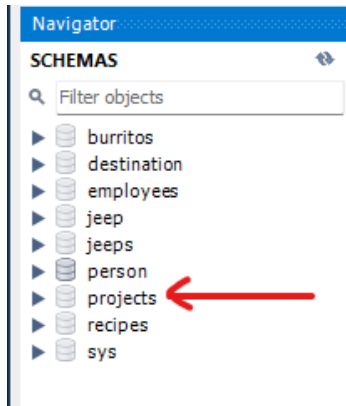 Navigator
SCHEMAS
Filter objects
burritos
destination
employees
jeep
jeeps
person
projects
recipes
sys